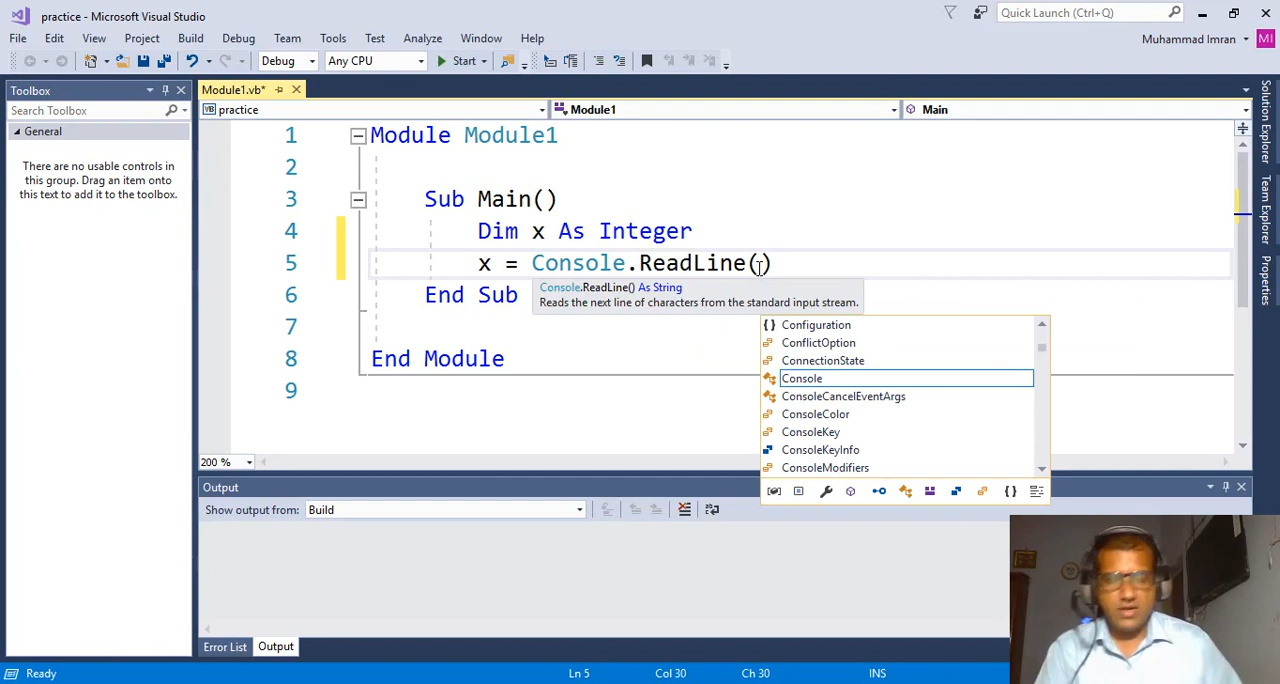 practice - Microsoft Visual Studio
Quick Launch (Ctrl+Q)
File Edit View Project Build Debug Team Tools Test Analyze Window Help
Muhammad Imran MI
Debug Any CPU Start
Toolbox
Module1.vb*
Search Toolbox
practice Module1 Main
General
There are no usable controls in
this group. Drag an item onto
this text to add it to the toolbox.
1 Module Module1
2
3 Sub Main()
4 Dim x As Integer
5 x = Console.ReadLine()
Console.ReadLine() As String
Reads the next line of characters from the standard input stream.
6 End Sub
7
8 End Module
9
Configuration
ConflictOption
ConnectionState
Console
ConsoleCancelEventArgs
ConsoleColor
ConsoleKey
ConsoleKeyInfo
ConsoleModifiers
200 %
Output
Show output from: Build
Error List Output
Ready Ln 5 Col 30 Ch 30 INS
Solution Explorer
Team Explorer
Properties